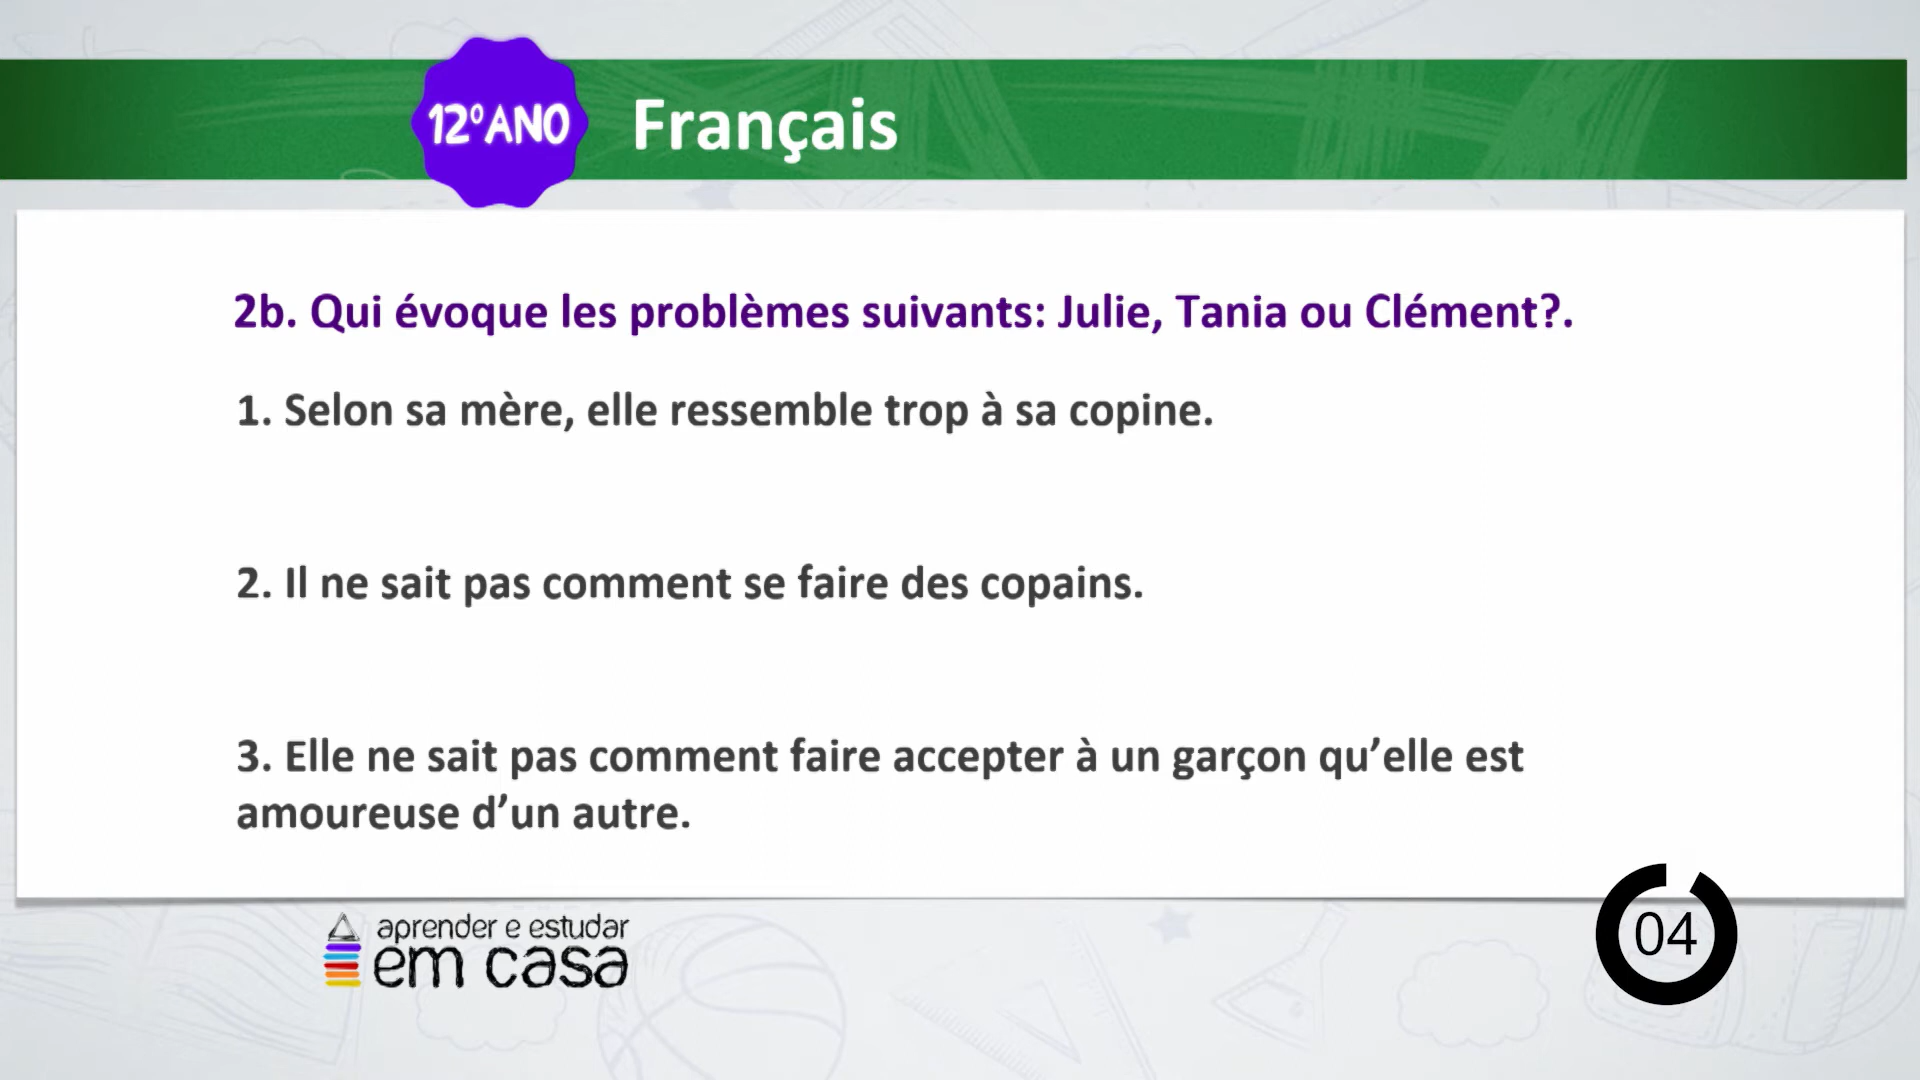 12ºANO
Français
2b. Qui évoque les problèmes suivants: Julie, Tania ou Clément?.
1. Selon sa mère, elle ressemble trop à sa copine.
2. Il ne sait pas comment se faire des copains.
3. Elle ne sait pas comment faire accepter à un garçon qu’elle est
amoureuse d’un autre.
aprender e estudar
em casa
04